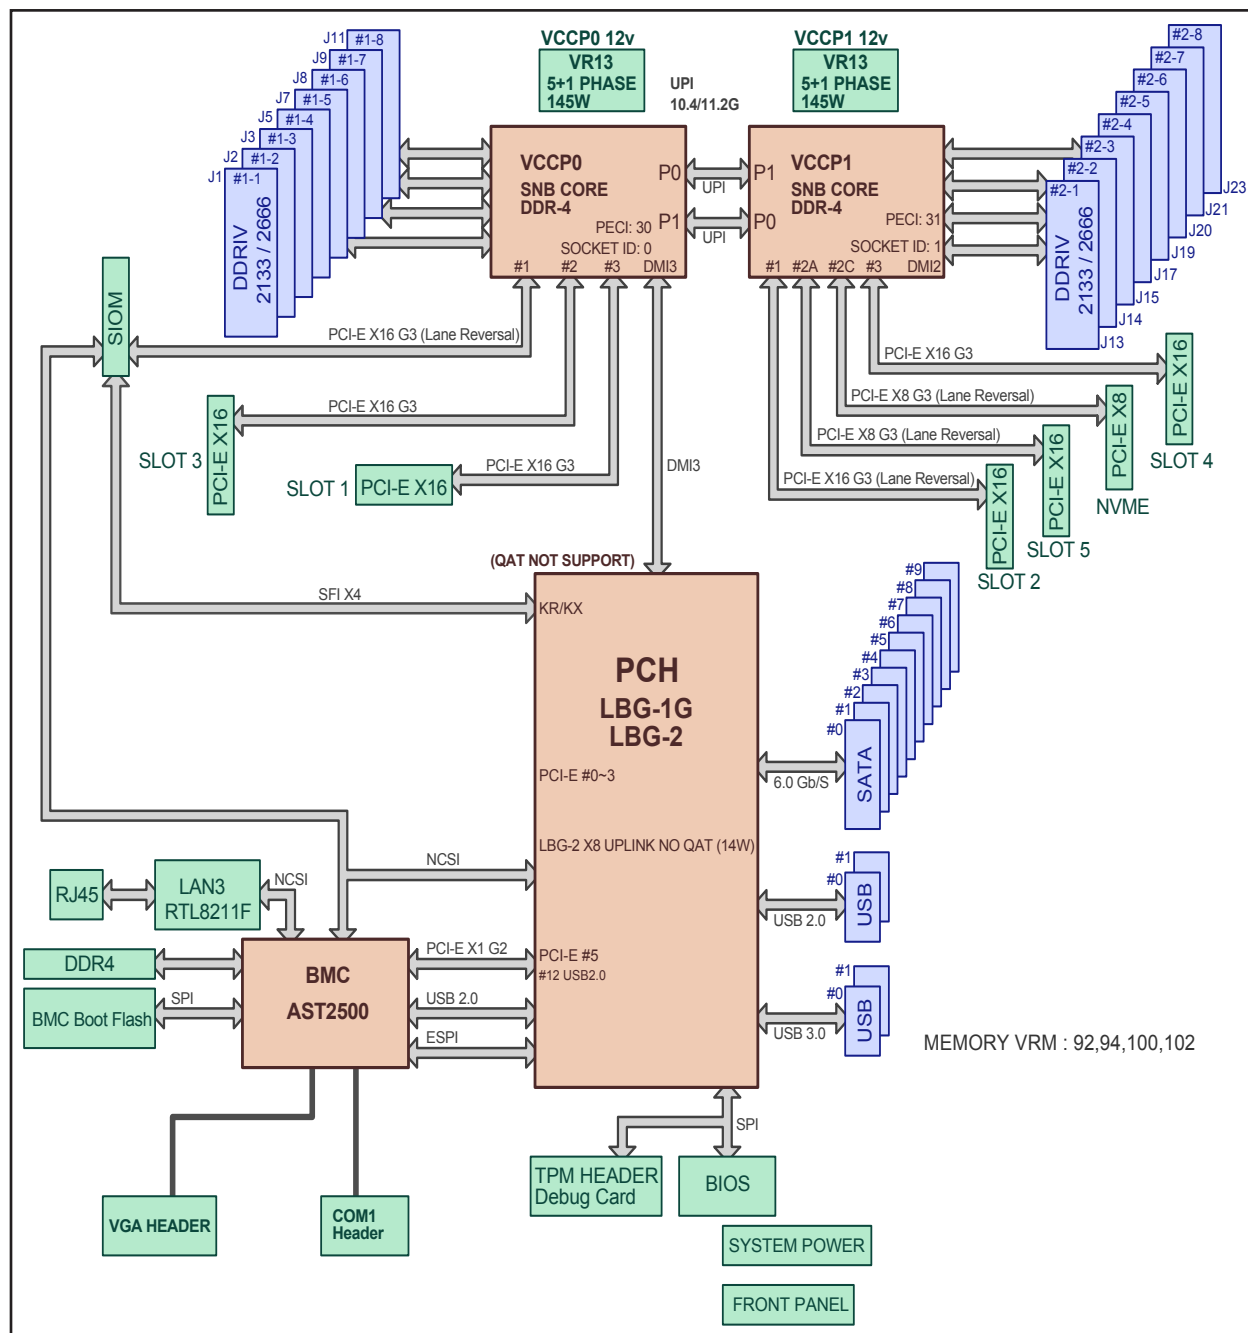 VCCP0 12v
VR13
5+1 PHASE
145W
VCCP1 12v
VR13
5+1 PHASE
145W
UPI
10.4/11.2G
J11
#1-8
J9
#1-7
J8
#1-6
J7
#1-5
J5
#1-4
J3
#1-3
J2
#1-2
J1
#1-1
DDRIV
2133 / 2666
VCCP0
SNB CORE
DDR-4
P0
P1
PECI: 30
SOCKET ID: 0
#1
#2
#3
DMI3
UPI
UPI
VCCP1
SNB CORE
DDR-4
P1
P0
PECI: 31
SOCKET ID: 1
#1
#2A
#2C
#3
DMI2
#2-8
#2-7
#2-6
#2-5
#2-4
#2-3
#2-2
#2-1
DDRIV
2133 / 2666
J23
J21
J20
J19
J17
J15
J14
J13
SIOM
PCI-E X16 G3 (Lane Reversal)
PCI-E X16 G3
PCI-E X16
SLOT 3
PCI-E X16 G3
SLOT 1
PCI-E X16
DMI3
PCI-E X16 G3
PCI-E X16
SLOT 4
PCI-E X8 G3 (Lane Reversal)
PCI-E X8
NVME
PCI-E X8 G3 (Lane Reversal)
PCI-E X16
SLOT 5
PCI-E X16 G3 (Lane Reversal)
PCI-E X16
SLOT 2
(QAT NOT SUPPORT)
SFI X4
KR/KX
PCH
LBG-1G
LBG-2
PCI-E #0~3
LBG-2 X8 UPLINK NO QAT (14W)
PCI-E #5
#12 USB2.0
#9
#8
#7
#6
#5
#4
#3
#2
#1
#0
SATA
6.0 Gb/S
#1
#0
USB
USB 2.0
#1
#0
USB
USB 3.0
MEMORY VRM : 92,94,100,102
NCSI
RJ45
LAN3
RTL8211F
NCSI
DDR4
BMC Boot Flash
SPI
BMC
AST2500
PCI-E X1 G2
USB 2.0
ESPI
SPI
TPM HEADER
Debug Card
BIOS
VGA HEADER
COM1
Header
SYSTEM POWER
FRONT PANEL